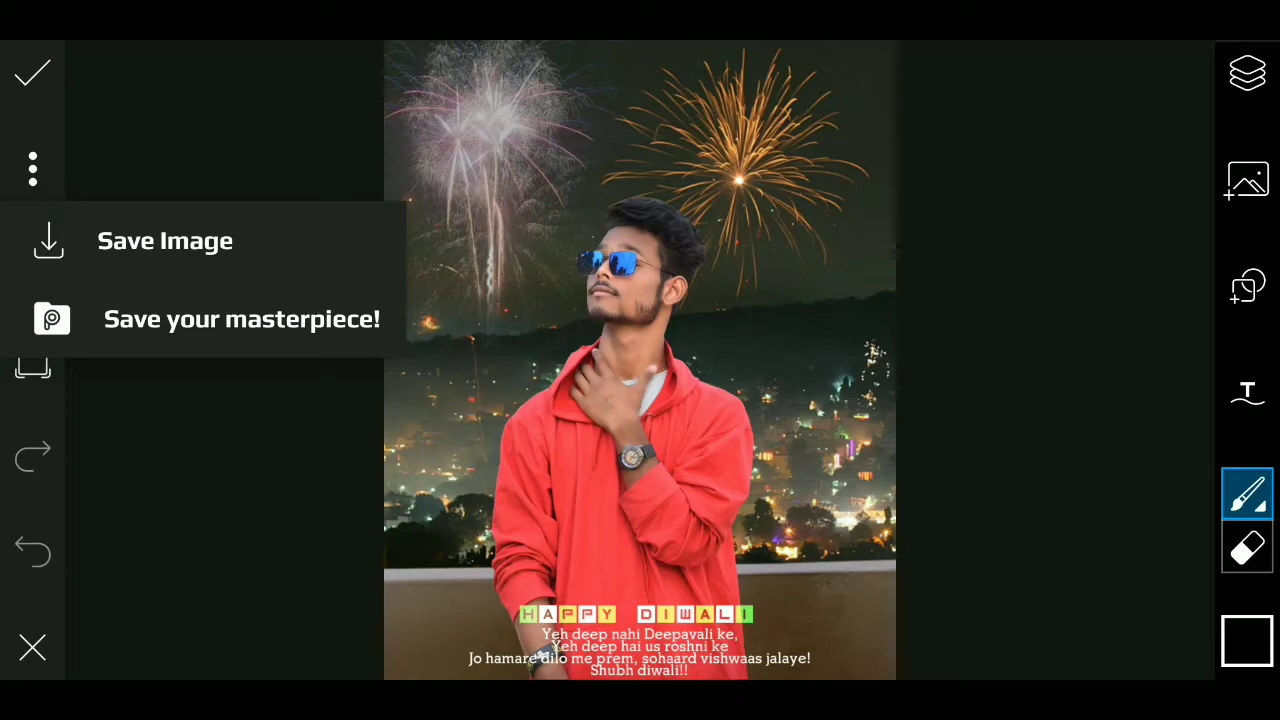 Save Image
Save your masterpiece!
HAPPY DIWALI
Yeh deep nahi Deepavali ke,
Yeh deep hai us roshni ke
Jo hamare dilo me prem, sohaard vishwaas jalaye!
Shubh diwali!!
T